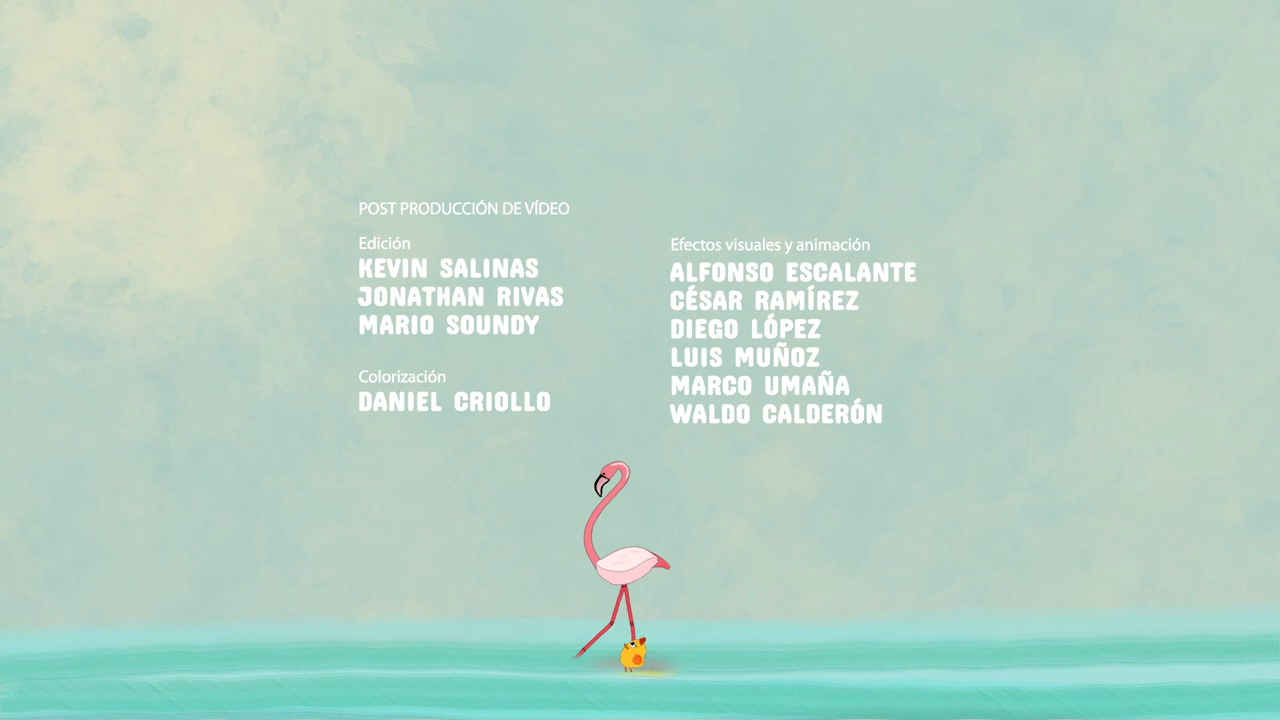 POST PRODUCCIÓN DE VÍDEO
Edición
KEVIN SALINAS
JONATHAN RIVAS
MARIO SOUNDY
Colorización
DANIEL CRIOLLO
Efectos visuales y animación
ALFONSO ESCALANTE
CÉSAR RAMÍREZ
DIEGO LÓPEZ
LUIS MUÑOZ
MARCO UMAÑA
WALDO CALDERÓN